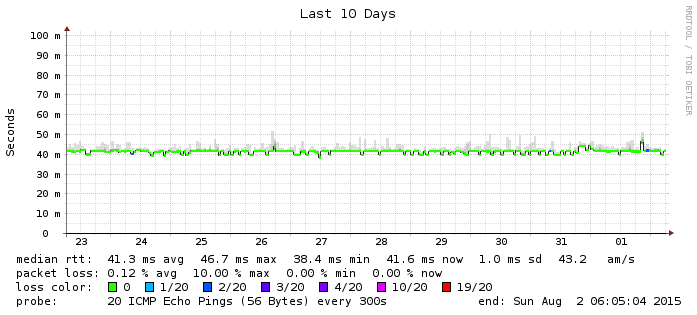 Last 10 Days
RRDTOOL / TOBI OETIKER
Seconds
100 m
90 m
80 m
70 m
60 m
50 m
40 m
30 m
20 m
10 m
0
23 24 25 26 27 28 29 30 31 01
median rtt: 41.3 ms avg 46.7 ms max 38.4 ms min 41.6 ms now 1.0 ms sd 43.2 am/s
packet loss: 0.12 % avg 10.00 % max 0.00 % min 0.00 % now
loss color: 0 1/20 2/20 3/20 4/20 10/20 19/20
probe: 20 ICMP Echo Pings (56 Bytes) every 300s end: Sun Aug 2 06:05:04 2015